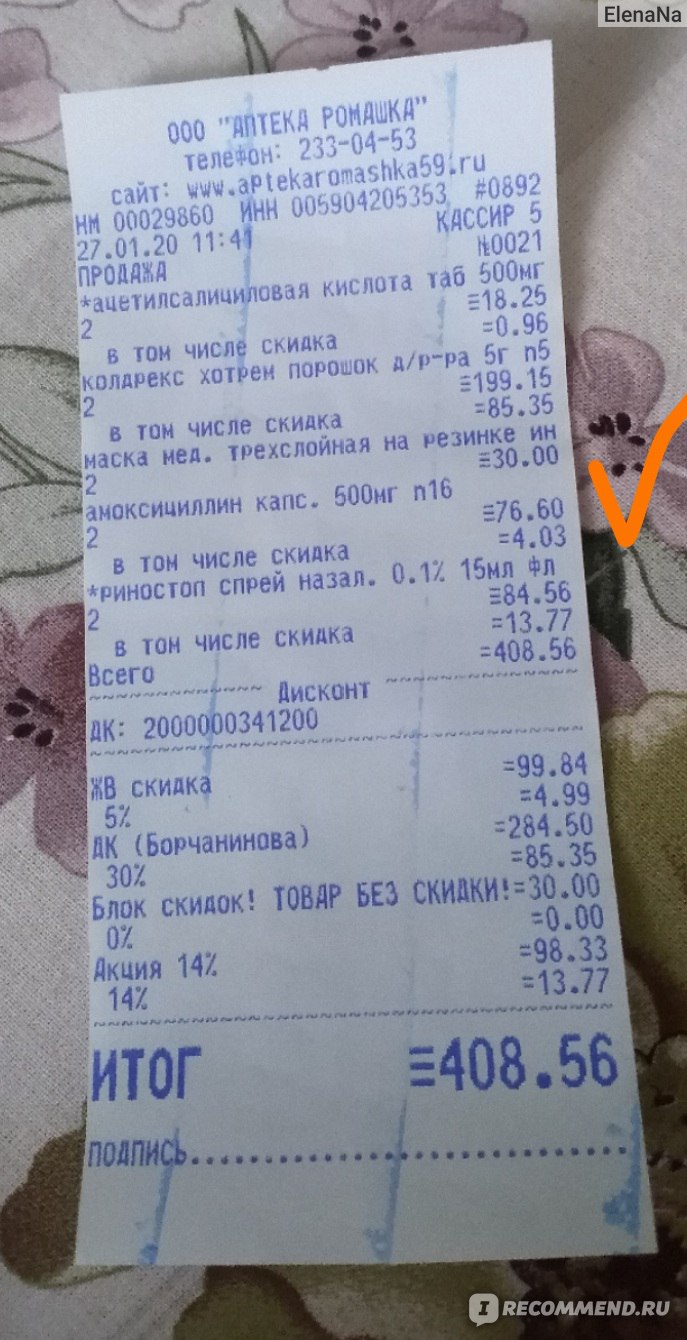 ElenaNa
ООО "АПТЕКА РОМАШКА"
телефон: 233-04-53
сайт: www.aptekaromashka59.ru
НМ 00029860 ИНН 005904205353 #0892
27.01.20 11:41 КАССИР 5
ПРОДАЖА №0021
*ацетилсалициловая кислота таб 500мг
2 ≡18.25
в том числе скидка =0.96
колдрекс хотрем порошок д/р-ра 5г n5
2 ≡199.15
в том числе скидка =85.35
маска мед. трехслойная на резинке ин
2 ≡30.00
амоксициллин капс. 500мг n16
2 ≡76.60
в том числе скидка =4.03
*риностоп спрей назал. 0.1% 15мл фл
2 ≡84.56
в том числе скидка =13.77
Всего =408.56
~~~~~~~~~~~~~~~ Дисконт ~~~~~~~~~~~~~~~
ДК: 2000000341200
ЖВ скидка =99.84
5% =4.99
ДК (Борчанинова) =284.50
30% =85.35
Блок скидок! ТОВАР БЕЗ СКИДКИ!=30.00
0% =0.00
Акция 14% =98.33
14% =13.77
ИТОГ ≡408.56
подпись..............................
IRECOMMEND.RU